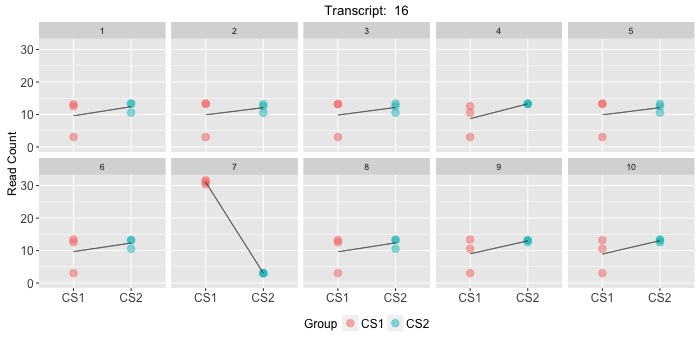 Transcript:  16
1 2 3 4 5
30
20
10
0
Read Count
6 7 8 9 10
30
20
10
0
CS1 CS2 CS1 CS2 CS1 CS2 CS1 CS2 CS1 CS2
Group CS1 CS2